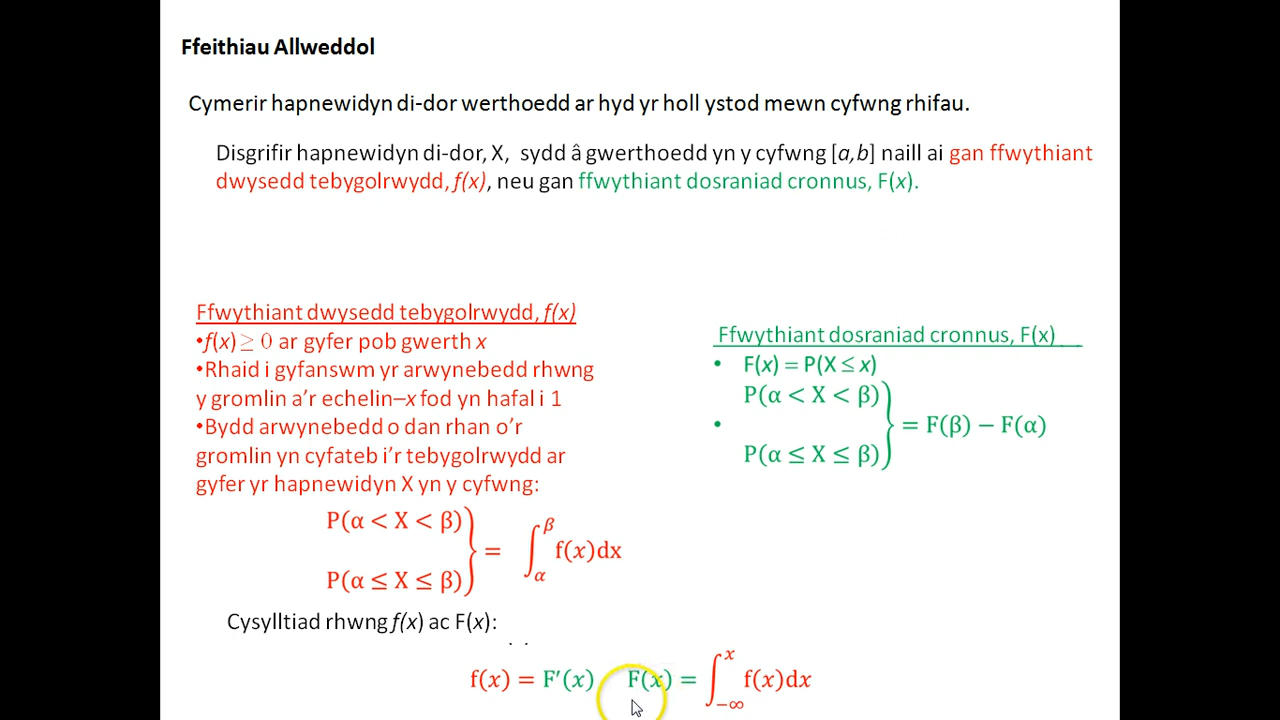 Ffeithiau Allweddol
Cymerir hapnewidyn di-dor werthoedd ar hyd yr holl ystod mewn cyfwng rhifau.
Disgrifir hapnewidyn di-dor, X, sydd â gwerthoedd yn y cyfwng [a,b] naill ai gan ffwythiant
dwysedd tebygolrwydd, f(x), neu gan ffwythiant dosraniad cronnus, F(x).
Ffwythiant dwysedd tebygolrwydd, f(x)
•f(x) ≥ 0 ar gyfer pob gwerth x
•Rhaid i gyfanswm yr arwynebedd rhwng
y gromlin a’r echelin–x fod yn hafal i 1
•Bydd arwynebedd o dan rhan o’r
gromlin yn cyfateb i’r tebygolrwydd ar
gyfer yr hapnewidyn X yn y cyfwng:
P(α < X < β)
} = ∫_α^β f(x)dx
P(α ≤ X ≤ β)
Ffwythiant dosraniad cronnus, F(x)
• F(x) = P(X ≤ x)
P(α < X < β)
• } = F(β) − F(α)
P(α ≤ X ≤ β)
Cysylltiad rhwng f(x) ac F(x):
f(x) = F′(x) F(x) = ∫_−∞^x f(x)dx